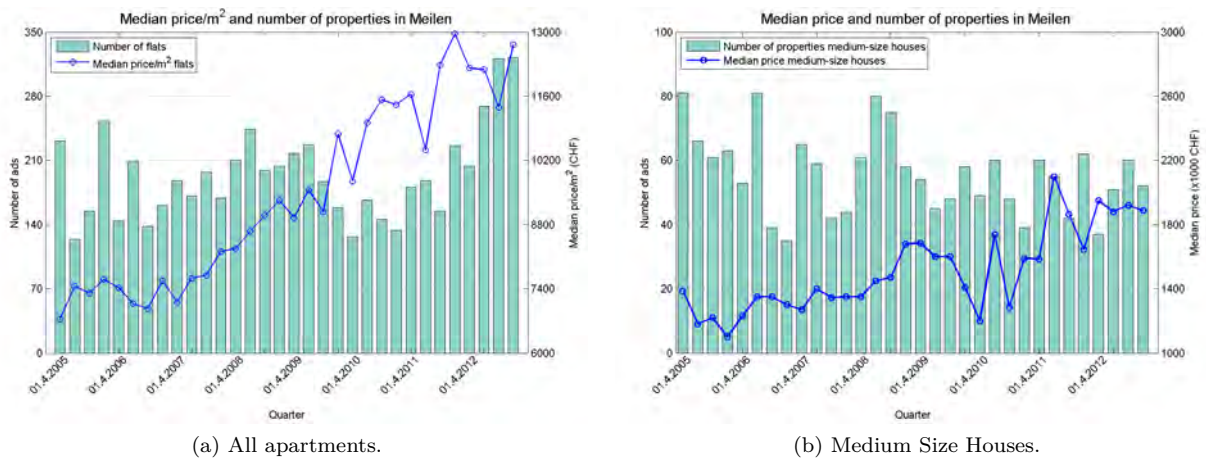 Median price/m² and number of properties in Meilen
Number of flats
Median price/m² flats
350
280
210
140
70
0
Number of ads
13000
11600
10200
8800
7400
6000
Median price/m² (CHF)
01.4.2005
01.4.2006
01.4.2007
01.4.2008
01.4.2009
01.4.2010
01.4.2011
01.4.2012
Quarter
(a) All apartments.
Median price and number of properties in Meilen
Number of properties medium-size houses
Median price medium-size houses
100
80
60
40
20
0
Number of ads
3000
2600
2200
1800
1400
1000
Median price (x1000 CHF)
01.4.2005
01.4.2006
01.4.2007
01.4.2008
01.4.2009
01.4.2010
01.4.2011
01.4.2012
Quarter
(b) Medium Size Houses.